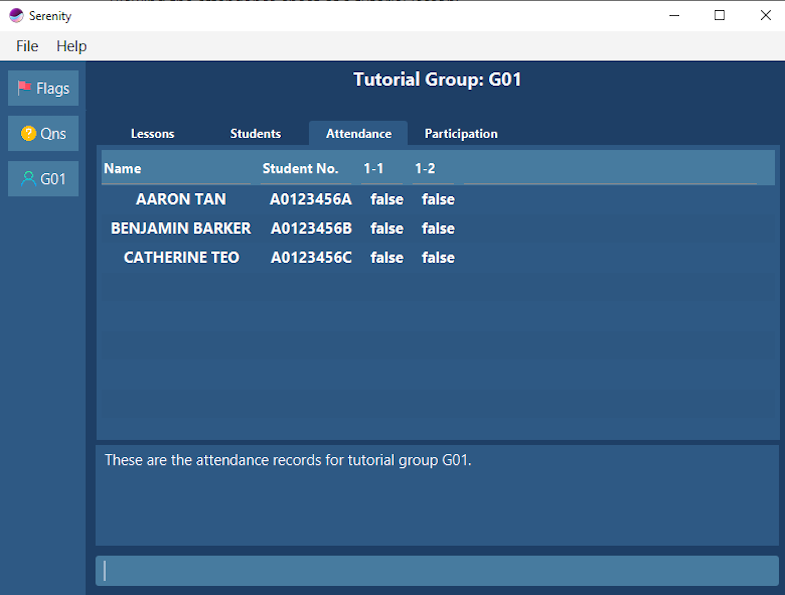 Serenity
File Help
Flags
Qns
G01
Tutorial Group: G01
Lessons Students Attendance Participation
Name Student No. 1-1 1-2
AARON TAN A0123456A false false
BENJAMIN BARKER A0123456B false false
CATHERINE TEO A0123456C false false
These are the attendance records for tutorial group G01.